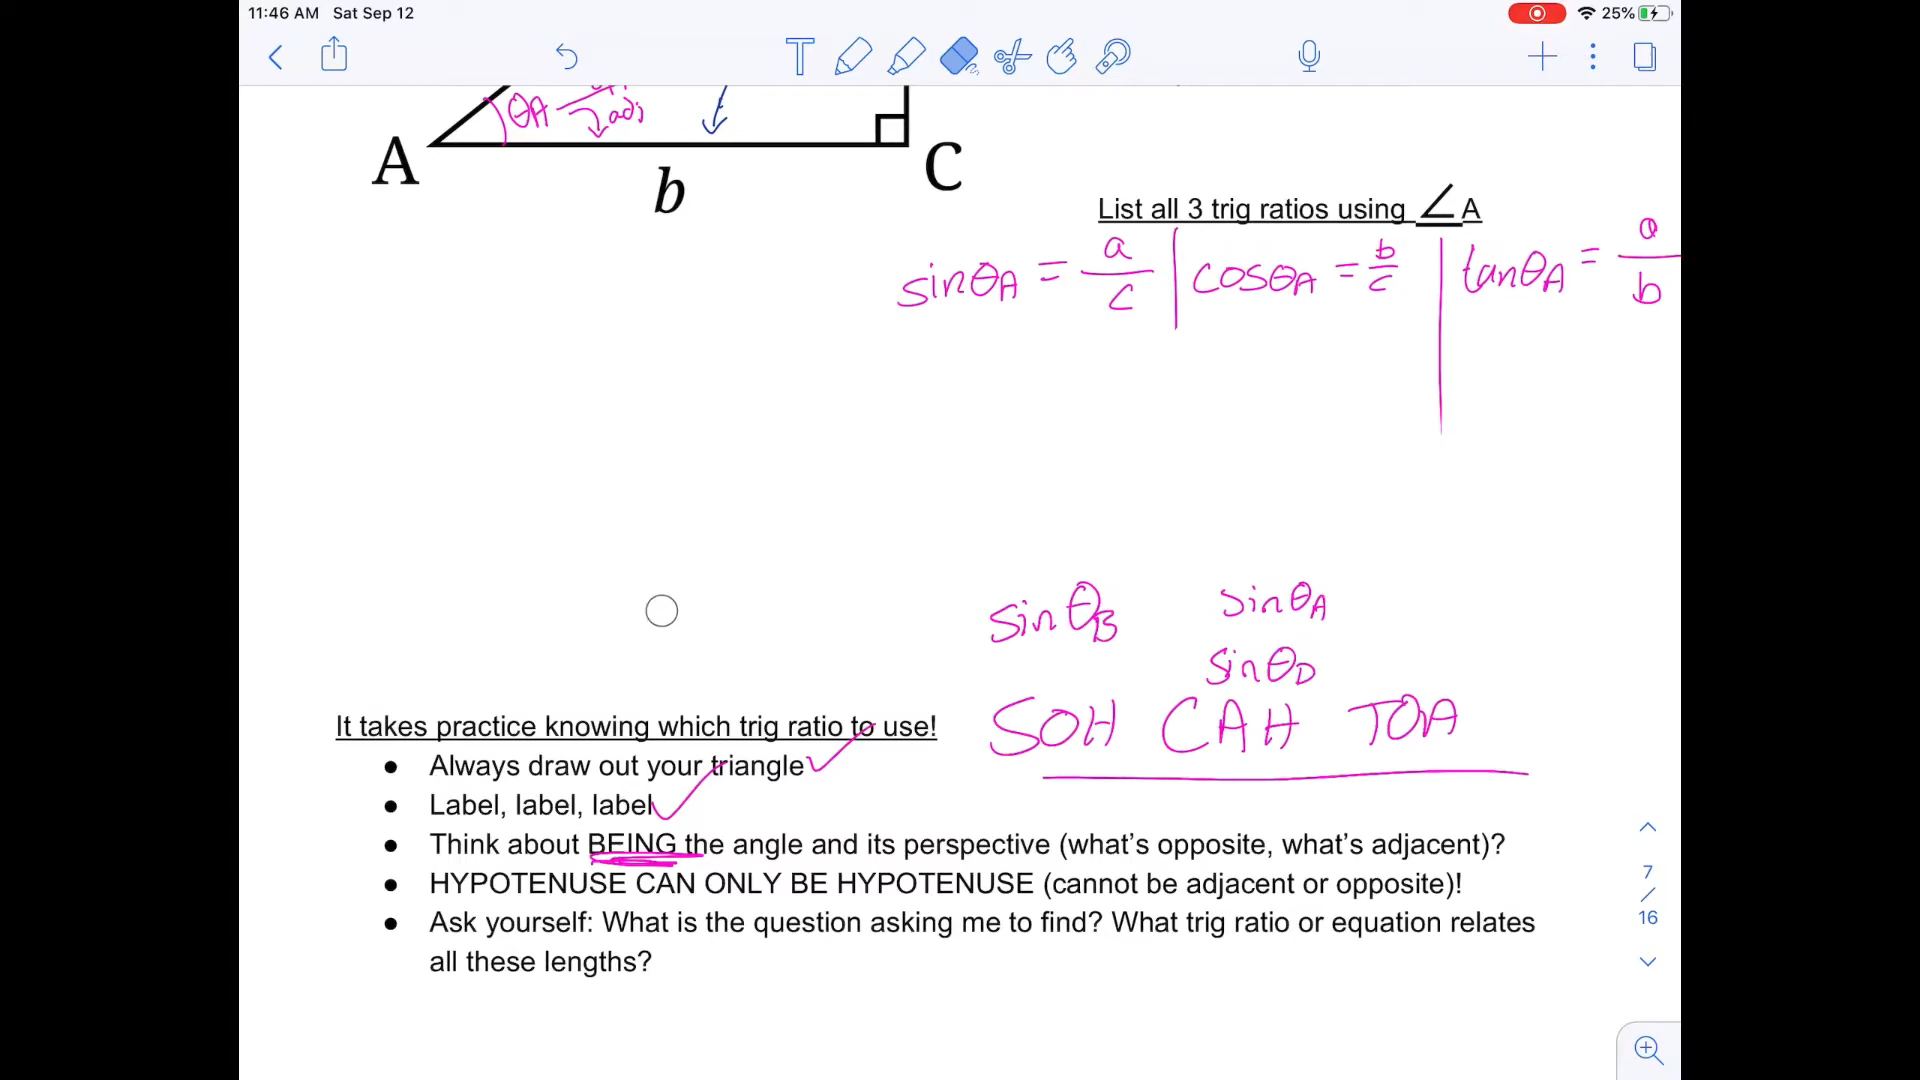 11:46 AM Sat Sep 12
25%
T
θA
adj
A
C
b
List all 3 trig ratios using ∠A
sinθA = a/c | cosθA = b/c | tanθA = a/b
sinθB sinθA
sinθD
SOH CAH TOA
It takes practice knowing which trig ratio to use!
● Always draw out your triangle ✓
● Label, label, label ✓
● Think about BEING the angle and its perspective (what's opposite, what's adjacent)?
● HYPOTENUSE CAN ONLY BE HYPOTENUSE (cannot be adjacent or opposite)!
● Ask yourself: What is the question asking me to find? What trig ratio or equation relates
all these lengths?
7
/
16